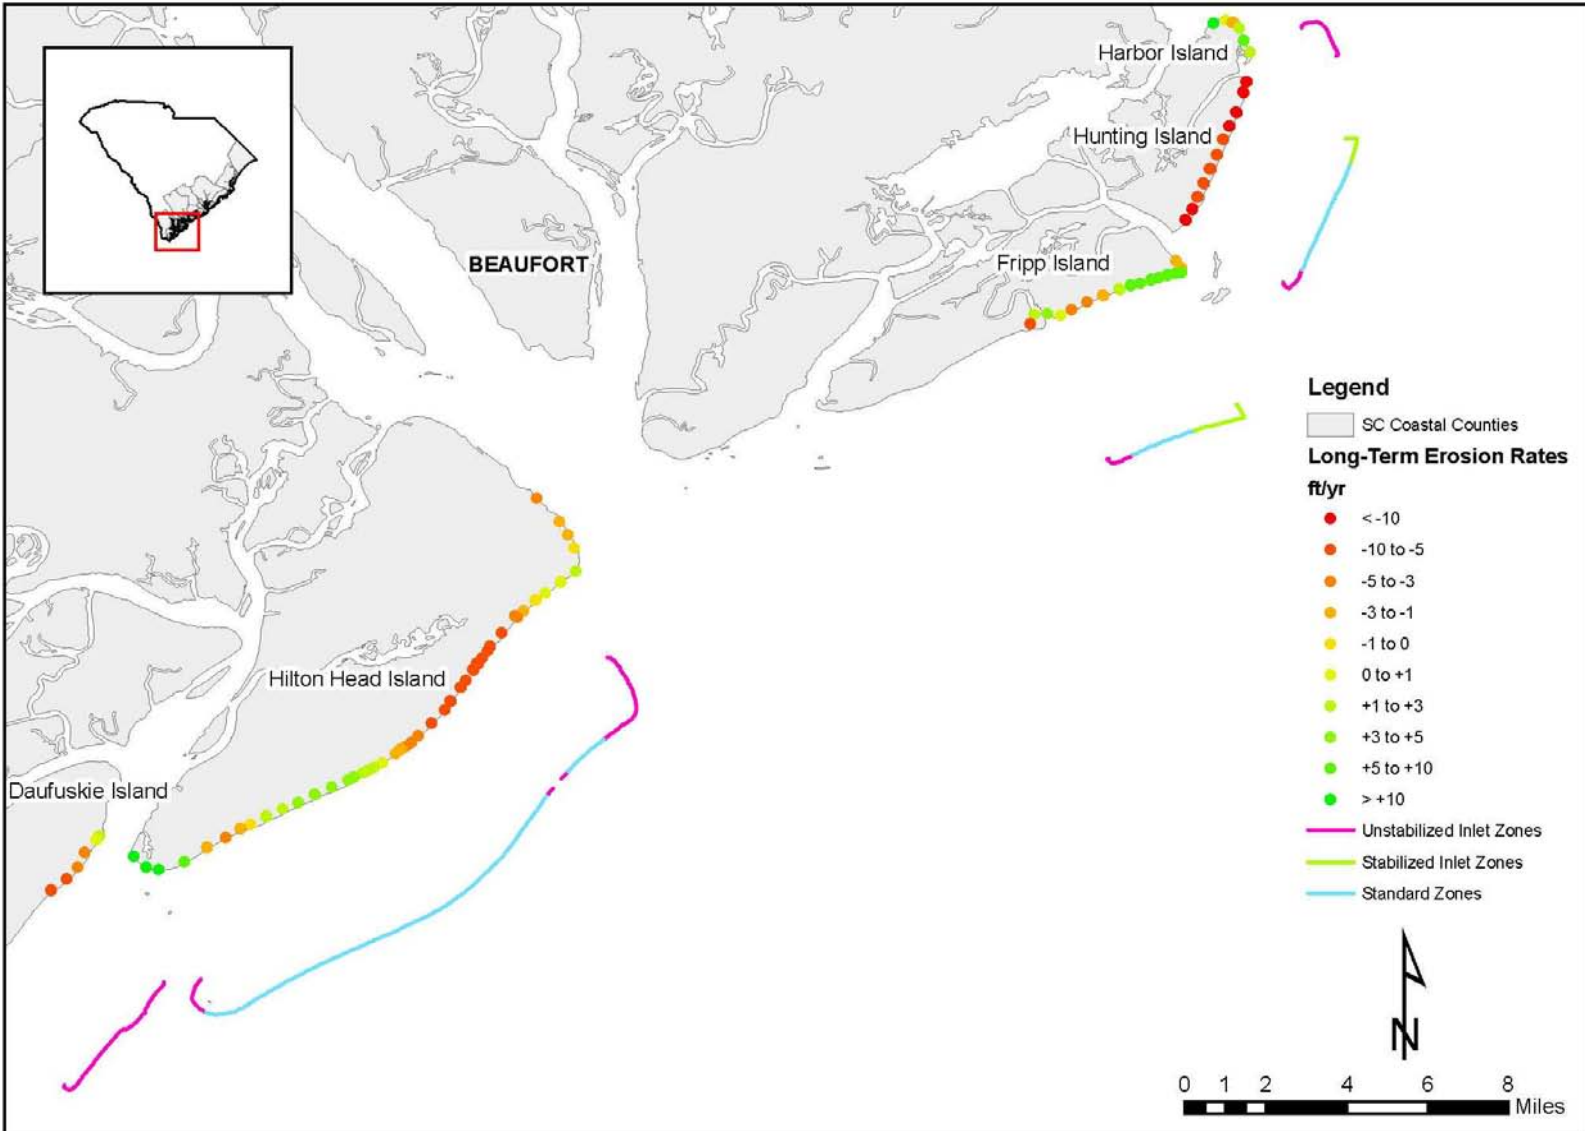 Harbor Island
Hunting Island
BEAUFORT
Fripp Island
Hilton Head Island
Daufuskie Island
Legend
SC Coastal Counties
Long-Term Erosion Rates
ft/yr
< -10
-10 to -5
-5 to -3
-3 to -1
-1 to 0
0 to +1
+1 to +3
+3 to +5
+5 to +10
> +10
Unstabilized Inlet Zones
Stabilized Inlet Zones
Standard Zones
N
0 1 2 4 6 8
Miles